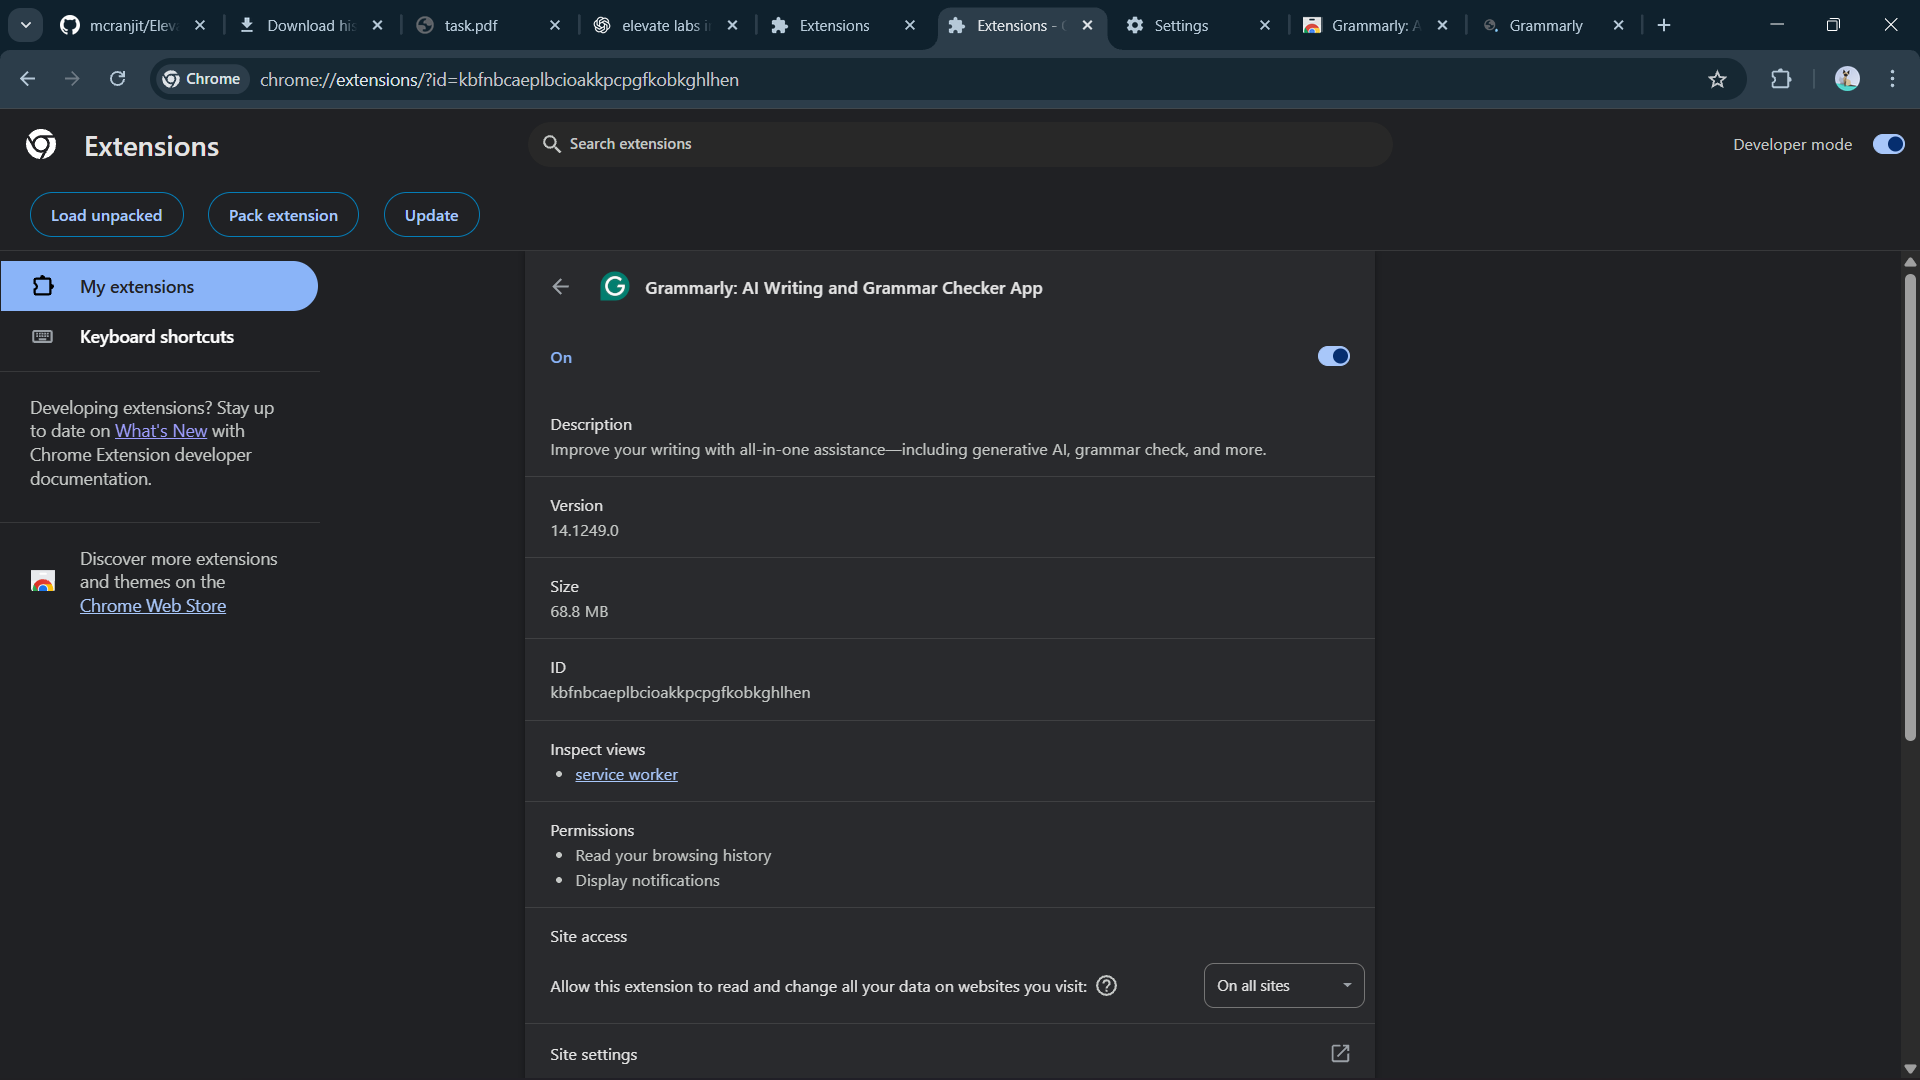 mcranjit/Elev
Download his
task.pdf
elevate labs i
Extensions
Extensions -
Settings
Grammarly: A
Grammarly
Chrome
chrome://extensions/?id=kbfnbcaeplbcioakkpcpgfkobkghlhen
Extensions
Search extensions
Developer mode
Load unpacked
Pack extension
Update
My extensions
Keyboard shortcuts
Developing extensions? Stay up
to date on What's New with
Chrome Extension developer
documentation.
Discover more extensions
and themes on the
Chrome Web Store
Grammarly: AI Writing and Grammar Checker App
On
Description
Improve your writing with all-in-one assistance—including generative AI, grammar check, and more.
Version
14.1249.0
Size
68.8 MB
ID
kbfnbcaeplbcioakkpcpgfkobkghlhen
Inspect views
• service worker
Permissions
• Read your browsing history
• Display notifications
Site access
Allow this extension to read and change all your data on websites you visit:
On all sites
Site settings